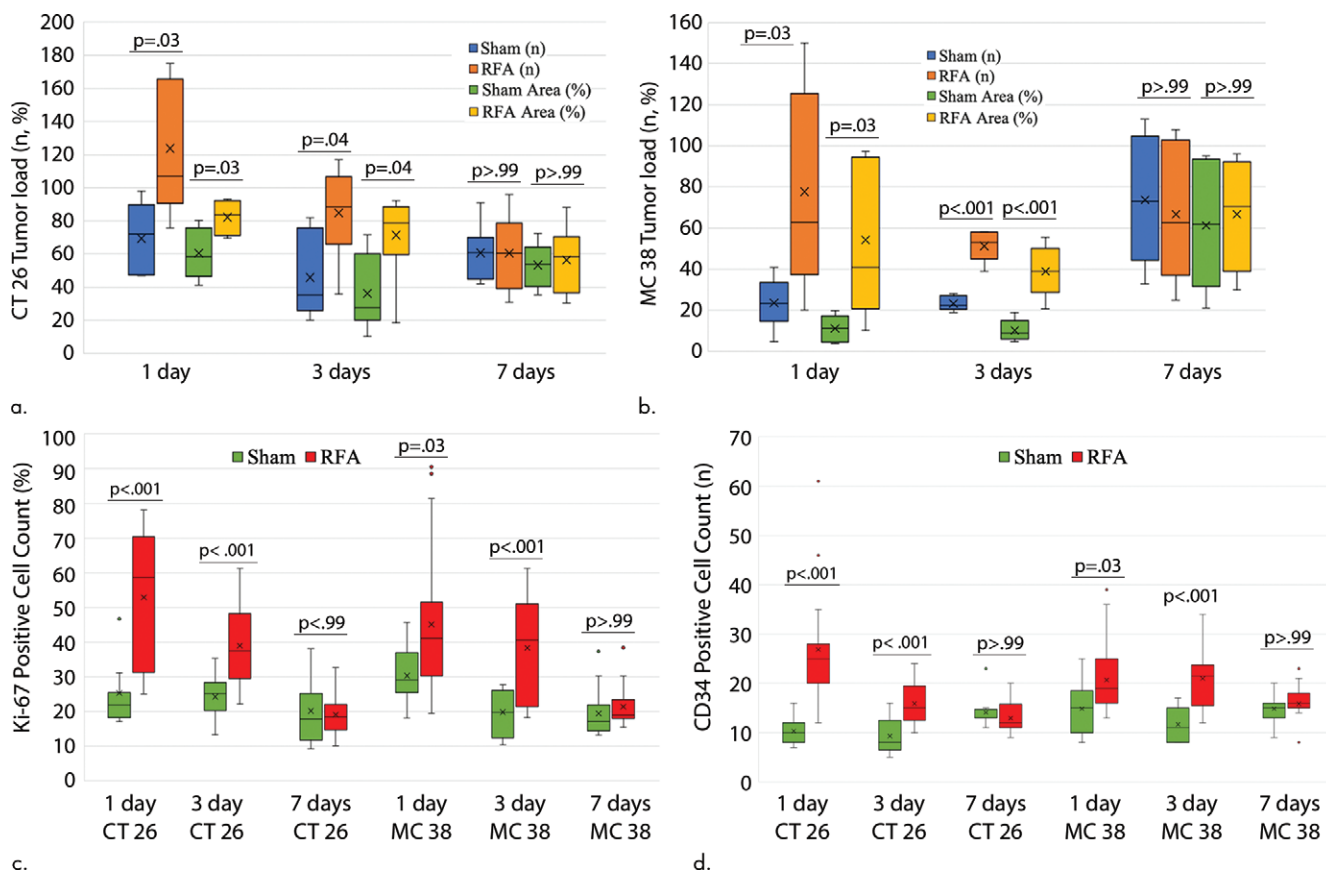 CT 26 Tumor load (n, %)
200
180
160
140
120
100
80
60
40
20
0
p=.03
p=.03
p=.04
p=.04
p>.99
p>.99
Sham (n)
RFA (n)
Sham Area (%)
RFA Area (%)
1 day
3 days
7 days
a.
MC 38 Tumor load (n, %)
160
140
120
100
80
60
40
20
0
p=.03
p=.03
p<.001
p<.001
p>.99
p>.99
Sham (n)
RFA (n)
Sham Area (%)
RFA Area (%)
1 day
3 days
7 days
b.
Ki-67 Positive Cell Count (%)
100
90
80
70
60
50
40
30
20
10
0
Sham
RFA
p<.001
p< .001
p<.99
p=.03
p<.001
p>.99
1 day
CT 26
3 day
CT 26
7 days
CT 26
1 day
MC 38
3 day
MC 38
7 days
MC 38
c.
CD34 Positive Cell Count (n)
70
60
50
40
30
20
10
0
Sham
RFA
p<.001
p< .001
p>.99
p=.03
p<.001
p>.99
1 day
CT 26
3 day
CT 26
7 days
CT 26
1 day
MC 38
3 day
MC 38
7 days
MC 38
d.